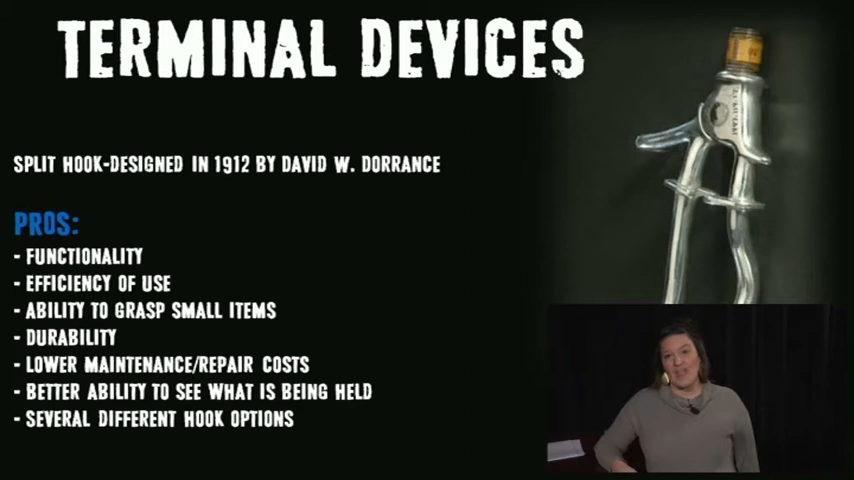 TERMINAL DEVICES
SPLIT HOOK-DESIGNED IN 1912 BY DAVID W. DORRANCE
PROS:
- FUNCTIONALITY
- EFFICIENCY OF USE
- ABILITY TO GRASP SMALL ITEMS
- DURABILITY
- LOWER MAINTENANCE/REPAIR COSTS
- BETTER ABILITY TO SEE WHAT IS BEING HELD
- SEVERAL DIFFERENT HOOK OPTIONS